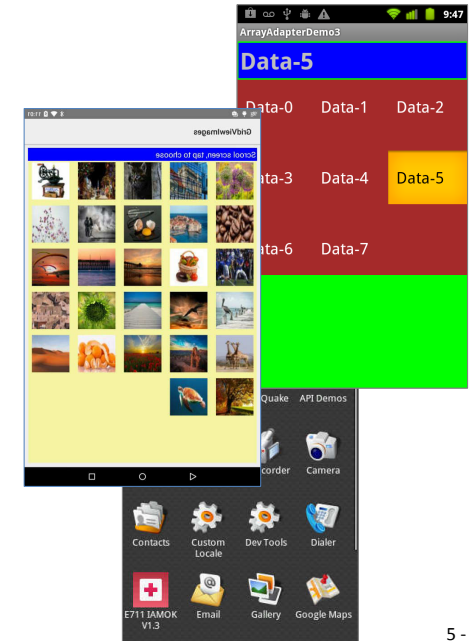 9:47
ArrayAdapterDemo3
Data-5
Data-0 Data-1 Data-2
ata-3 Data-4 Data-5
ata-6 Data-7
GridViewImages
Scrool screen, tap to choose
Quake API Demos
corder Camera
Contacts Custom Locale Dev Tools Dialer
E711 IAMOK V1.3 Email Gallery Google Maps
5 -